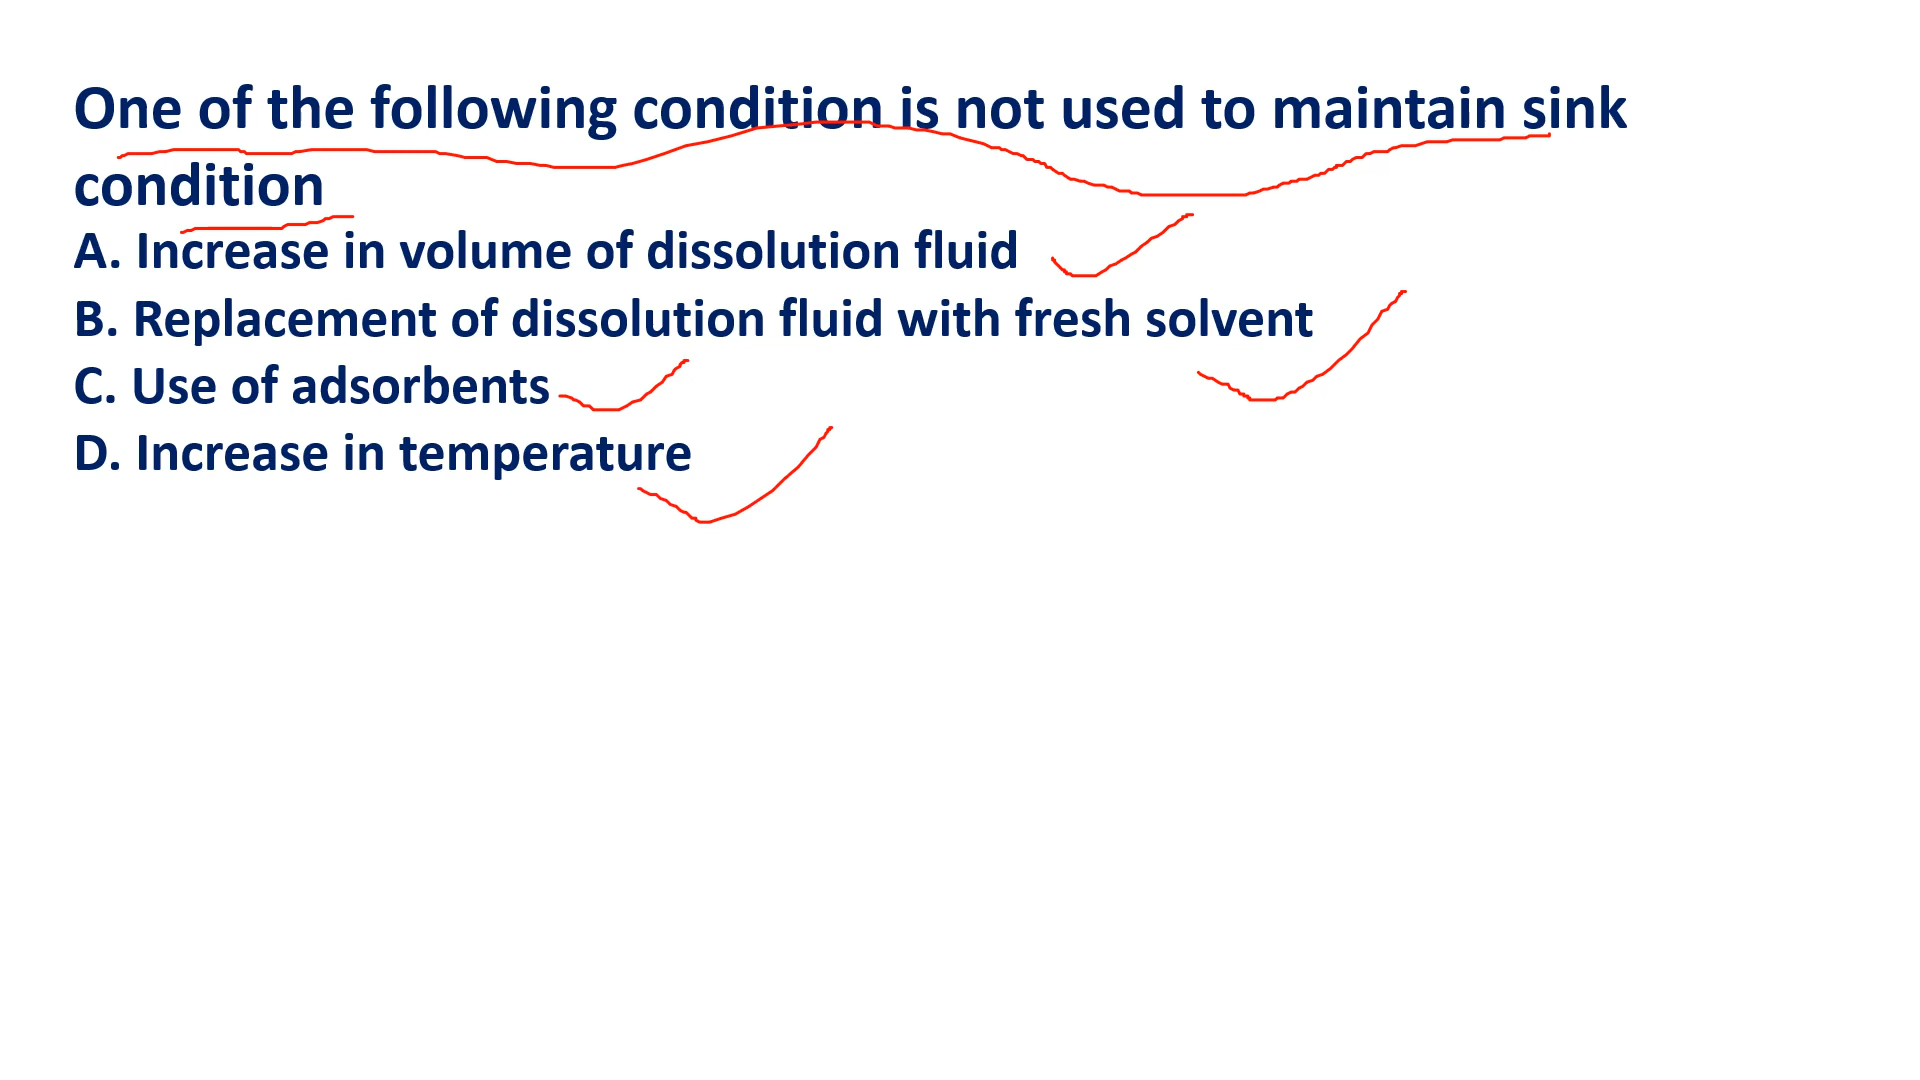 One of the following condition is not used to maintain sink
condition
A. Increase in volume of dissolution fluid
B. Replacement of dissolution fluid with fresh solvent
C. Use of adsorbents
D. Increase in temperature